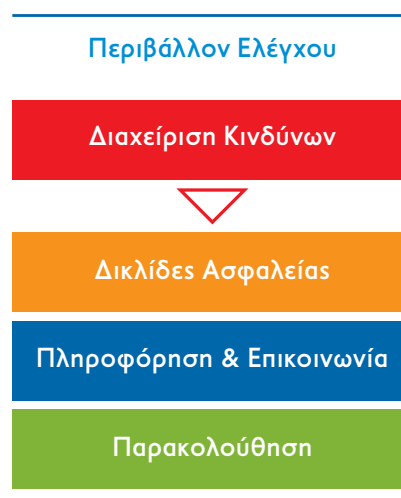 Περιβάλλον Ελέγχου
Διαχείριση Κινδύνων
Δικλίδες Ασφαλείας
Πληροφόρηση & Επικοινωνία
Παρακολούθηση